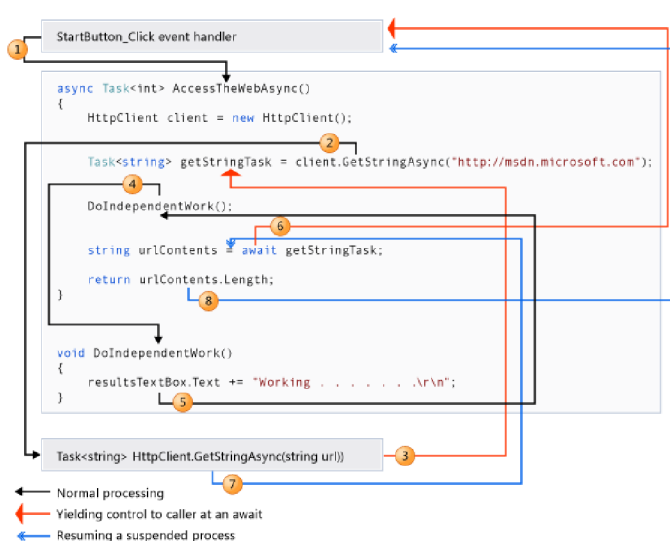 StartButton_Click event handler
1
async Task<int> AccessTheWebAsync()
{
HttpClient client = new HttpClient();
2
Task<string> getStringTask = client.GetStringAsync("http://msdn.microsoft.com");
4
DoIndependentWork();
6
string urlContents = await getStringTask;
return urlContents.Length;
8
}
void DoIndependentWork()
{
resultsTextBox.Text += "Working . . . . . . .\r\n";
}
5
Task<string> HttpClient.GetStringAsync(string url))
3
7
Normal processing
Yielding control to caller at an await
Resuming a suspended process